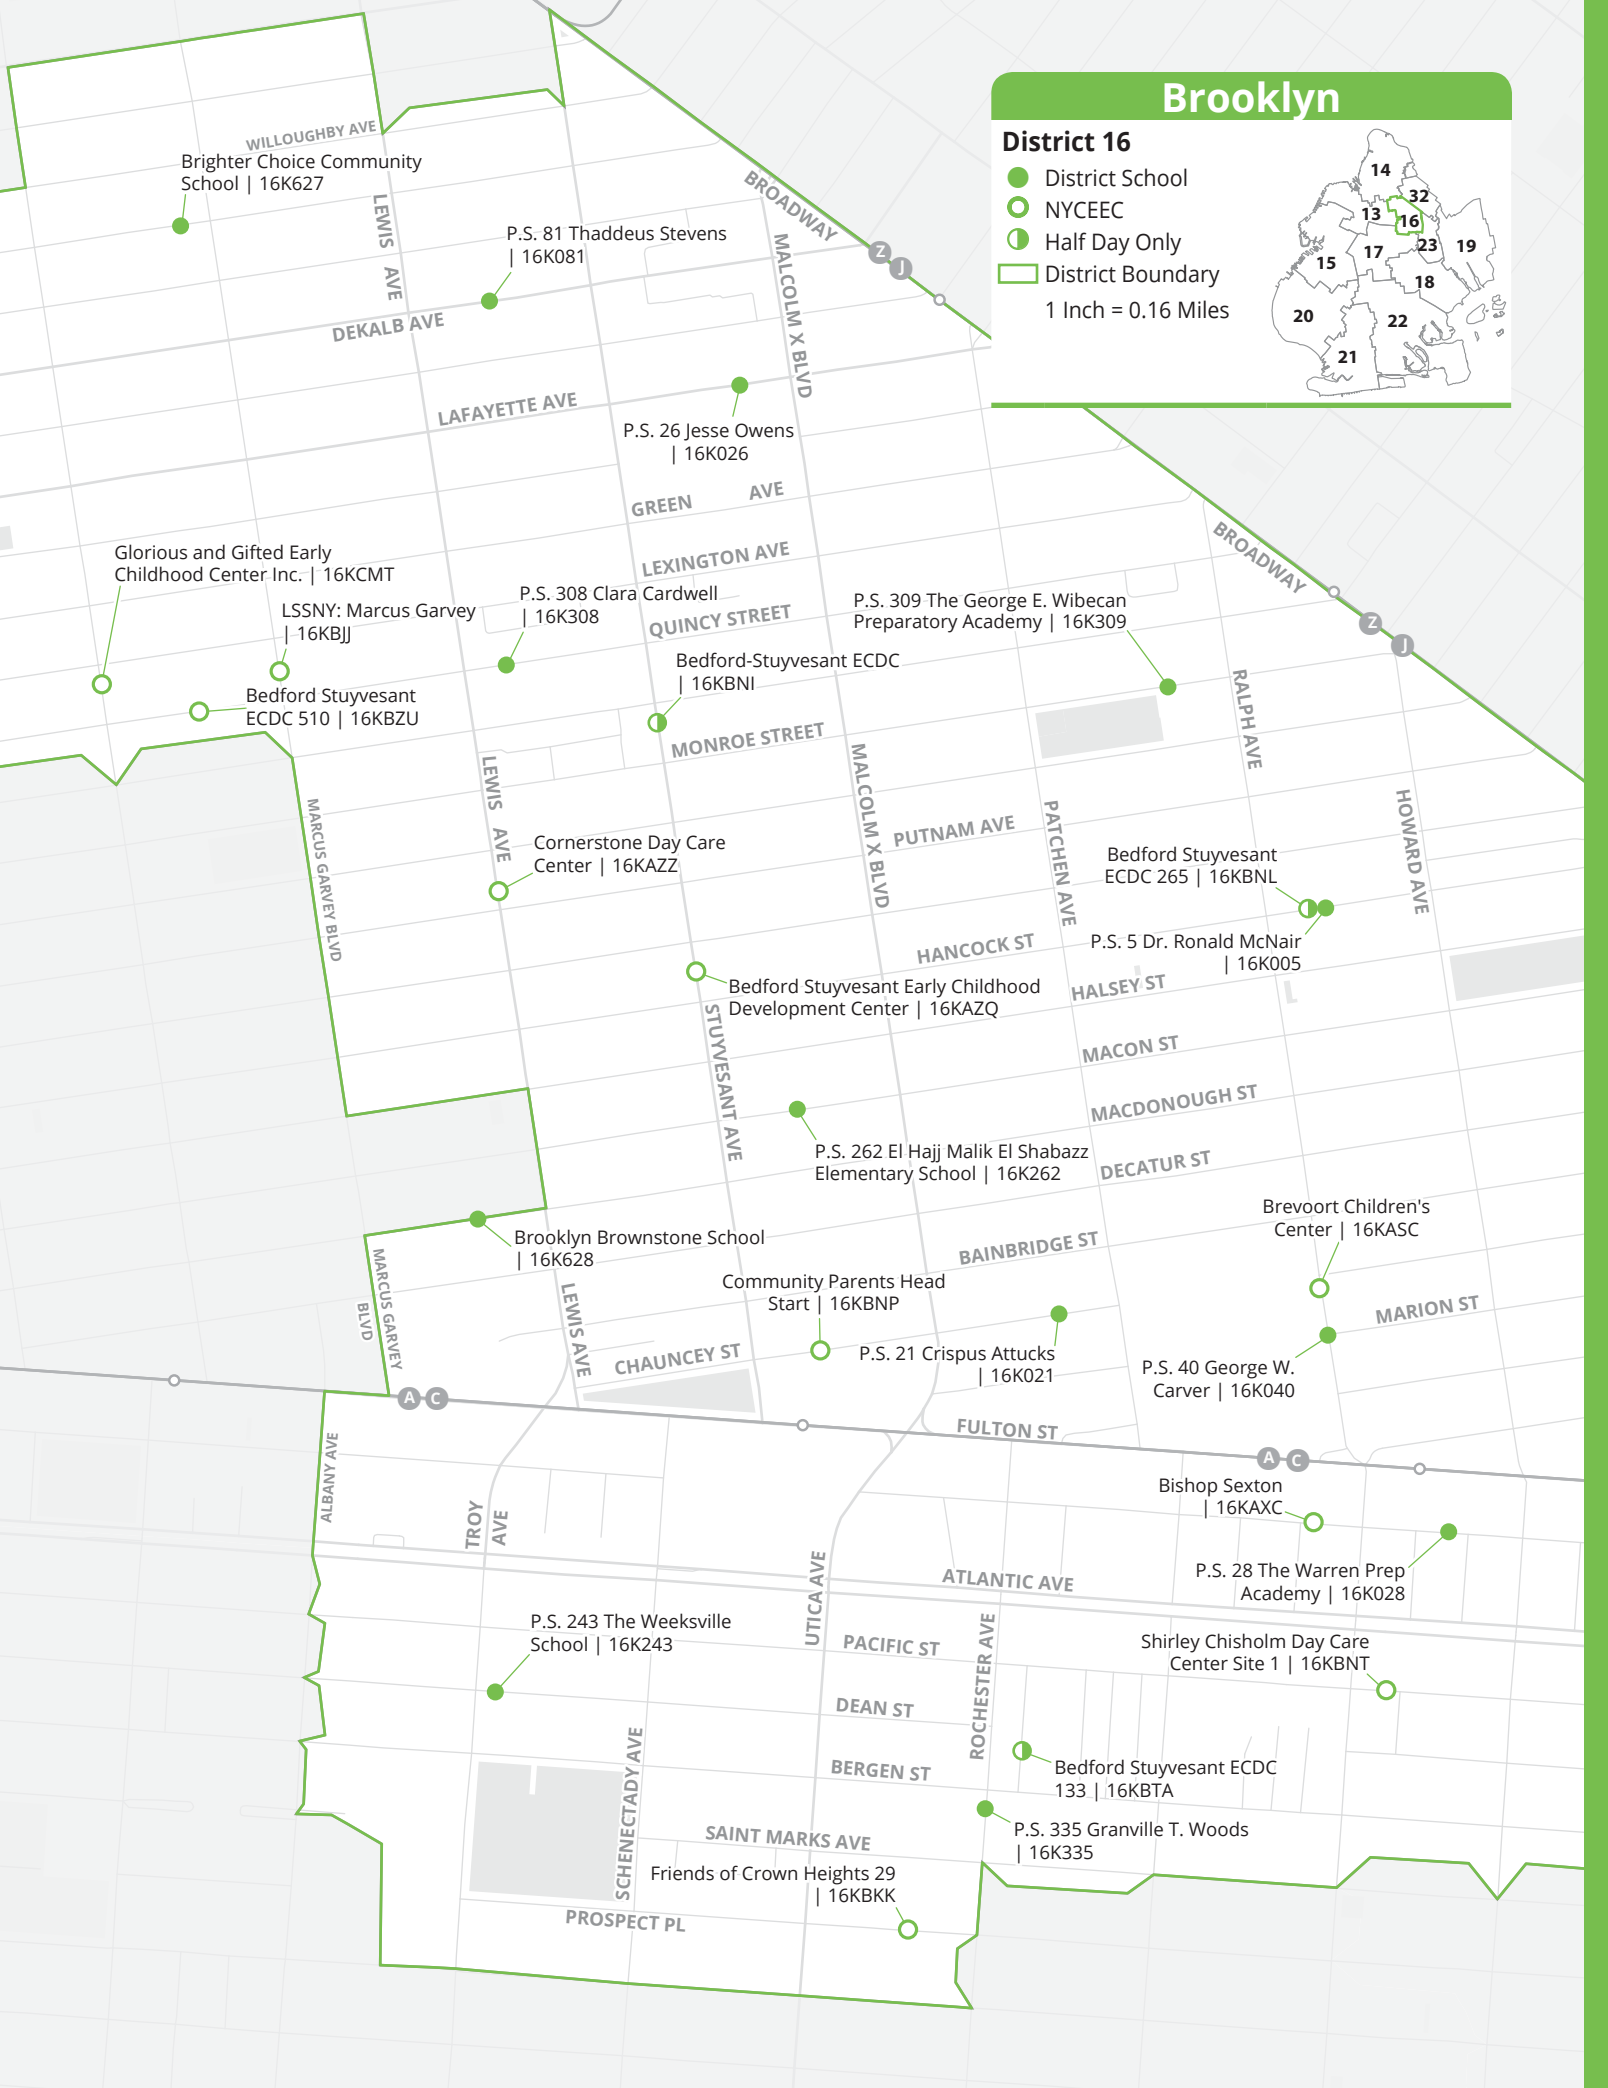 Brooklyn
District 16
District School
NYCEEC
Half Day Only
District Boundary
1 Inch = 0.16 Miles
14
32
13
16
23
19
17
15
18
20
22
21
WILLOUGHBY AVE
Brighter Choice Community
School | 16K627
LEWIS AVE
BROADWAY
Z
J
P.S. 81 Thaddeus Stevens
| 16K081
MALCOLM X BLVD
DEKALB AVE
LAFAYETTE AVE
P.S. 26 Jesse Owens
| 16K026
GREEN AVE
LEXINGTON AVE
BROADWAY
Z
J
Glorious and Gifted Early
Childhood Center Inc. | 16KCMT
LSSNY: Marcus Garvey
| 16KBJJ
P.S. 308 Clara Cardwell
| 16K308
QUINCY STREET
P.S. 309 The George E. Wibecan
Preparatory Academy | 16K309
Bedford-Stuyvesant ECDC
| 16KBNI
Bedford Stuyvesant
ECDC 510 | 16KBZU
RALPH AVE
MONROE STREET
LEWIS AVE
MALCOLM X BLVD
MARCUS GARVEY BLVD
PUTNAM AVE
PATCHEN AVE
HOWARD AVE
Cornerstone Day Care
Center | 16KAZZ
Bedford Stuyvesant
ECDC 265 | 16KBNL
P.S. 5 Dr. Ronald McNair
| 16K005
HANCOCK ST
HALSEY ST
Bedford Stuyvesant Early Childhood
Development Center | 16KAZQ
STUYVESANT AVE
MACON ST
MACDONOUGH ST
P.S. 262 El Hajj Malik El Shabazz
Elementary School | 16K262
DECATUR ST
Brevoort Children's
Center | 16KASC
Brooklyn Brownstone School
| 16K628
BAINBRIDGE ST
MARCUS GARVEY
BLVD
LEWIS AVE
Community Parents Head
Start | 16KBNP
MARION ST
CHAUNCEY ST
P.S. 21 Crispus Attucks
| 16K021
P.S. 40 George W.
Carver | 16K040
A
C
FULTON ST
A
C
ALBANY AVE
Bishop Sexton
| 16KAXC
TROY
AVE
P.S. 28 The Warren Prep
Academy | 16K028
UTICA AVE
ATLANTIC AVE
P.S. 243 The Weeksville
School | 16K243
PACIFIC ST
ROCHESTER AVE
Shirley Chisholm Day Care
Center Site 1 | 16KBNT
DEAN ST
BERGEN ST
SCHENECTADY AVE
Bedford Stuyvesant ECDC
133 | 16KBTA
SAINT MARKS AVE
P.S. 335 Granville T. Woods
| 16K335
Friends of Crown Heights 29
| 16KBKK
PROSPECT PL